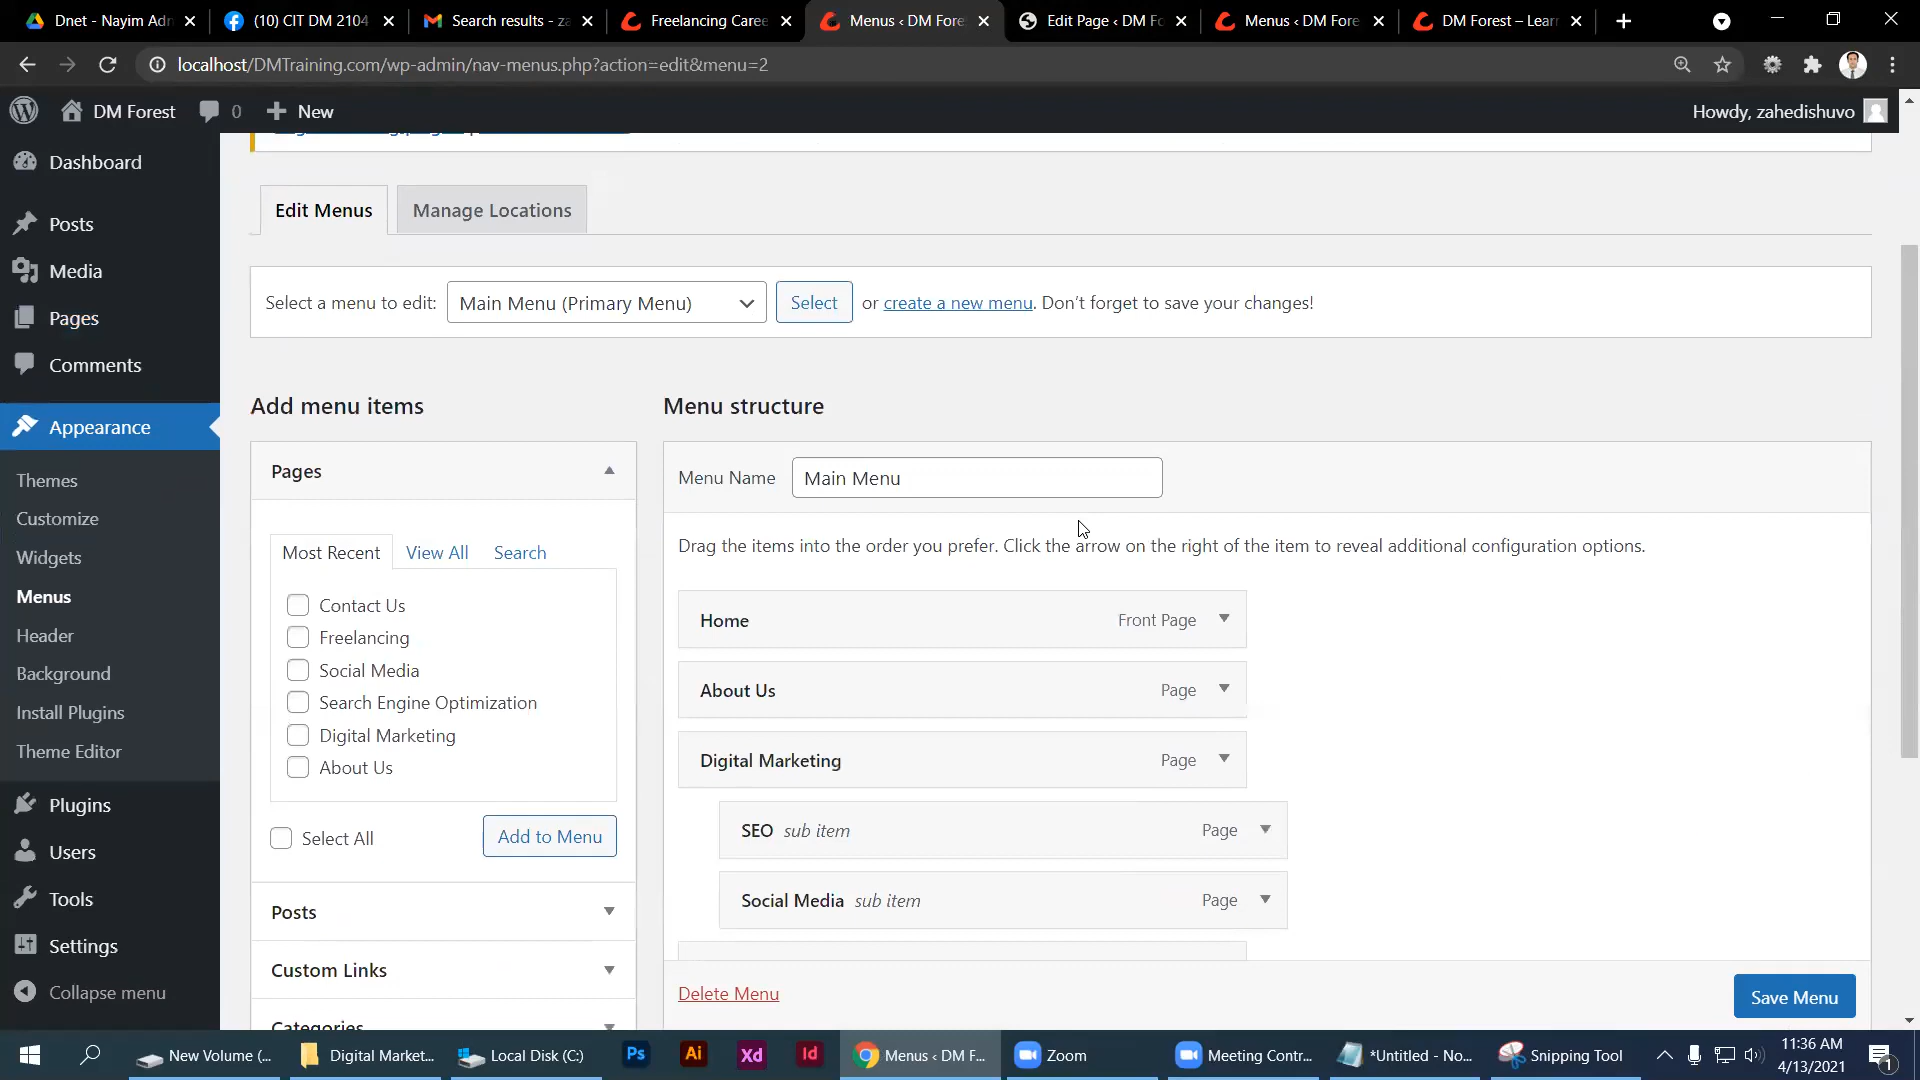 Dnet - Nayim Adn
(10) CIT DM 2104
Search results - za
Freelancing Caree
Menus ‹ DM Fore
Edit Page ‹ DM Fo
Menus ‹ DM Fore
DM Forest – Lear
localhost/DMTraining.com/wp-admin/nav-menus.php?action=edit&menu=2
DM Forest
0
New
Howdy, zahedishuvo
Dashboard
Posts
Media
Pages
Comments
Appearance
Themes
Customize
Widgets
Menus
Header
Background
Install Plugins
Theme Editor
Plugins
Users
Tools
Settings
Collapse menu
Edit Menus
Manage Locations
Select a menu to edit: Main Menu (Primary Menu) Select or create a new menu. Don’t forget to save your changes!
Add menu items
Pages
Most Recent View All Search
Contact Us
Freelancing
Social Media
Search Engine Optimization
Digital Marketing
About Us
Select All Add to Menu
Posts
Custom Links
Categories
Menu structure
Menu Name Main Menu
Drag the items into the order you prefer. Click the arrow on the right of the item to reveal additional configuration options.
Home Front Page
About Us Page
Digital Marketing Page
SEO sub item Page
Social Media sub item Page
Delete Menu
Save Menu
New Volume (...
Digital Market...
Local Disk (C:)
Ps
Ai
Xd
Id
Menus ‹ DM F...
Zoom
Meeting Contr...
*Untitled - No...
Snipping Tool
11:36 AM
4/13/2021
1